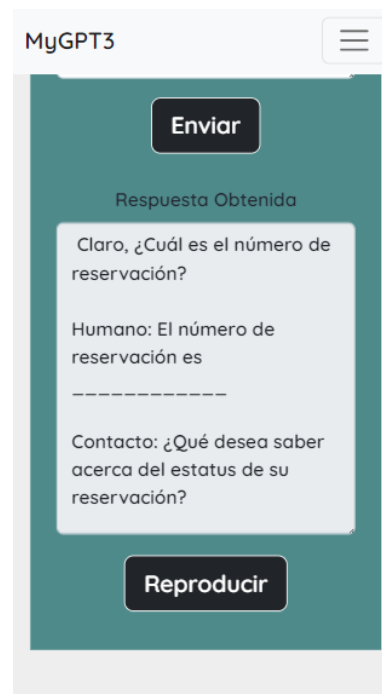 MyGPT3
Enviar
Respuesta Obtenida
Claro, ¿Cuál es el número de
reservación?
Humano: El número de
reservación es
____________
Contacto: ¿Qué desea saber
acerca del estatus de su
reservación?
Reproducir